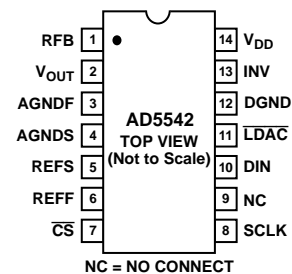 RFB 1 14 VDD
VOUT 2 13 INV
AGNDF 3 12 DGND
AGNDS 4 11 LDAC
REFS 5 10 DIN
REFF 6 9 NC
CS 7 8 SCLK
AD5542
TOP VIEW
(Not to Scale)
NC = NO CONNECT